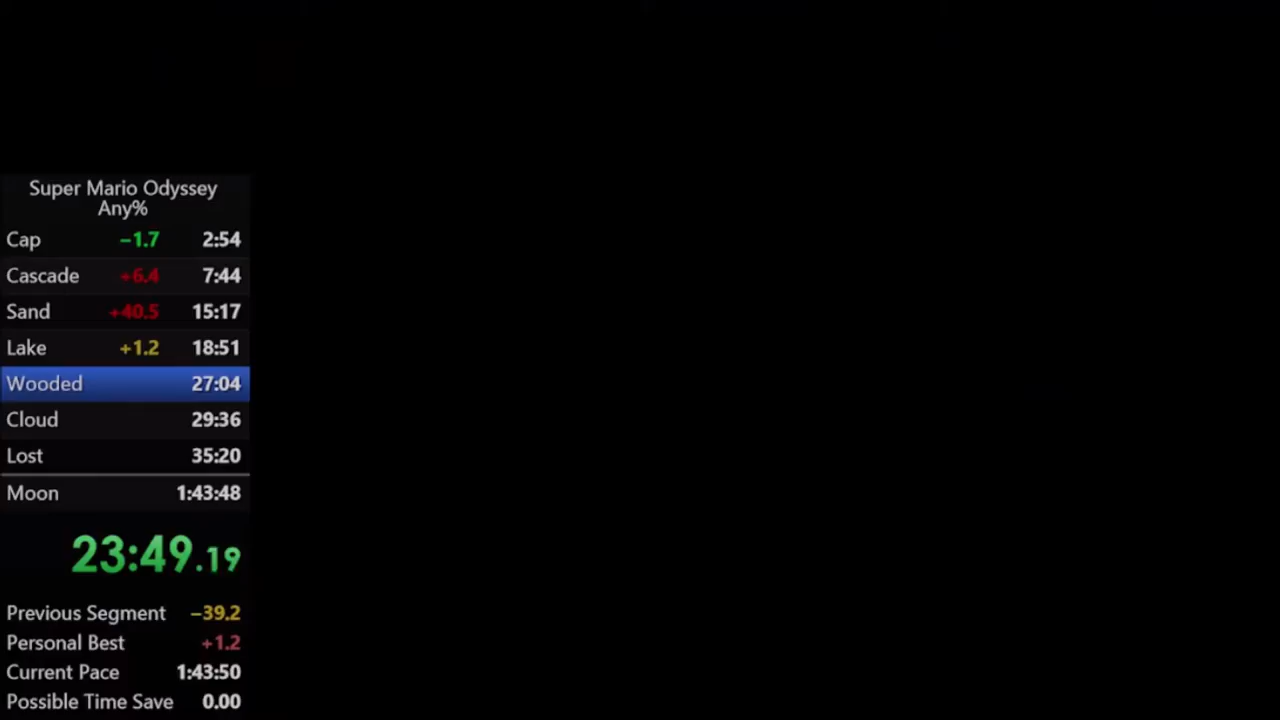 Super Mario Odyssey
Any%
Cap −1.7 2:54
Cascade +6.4 7:44
Sand +40.5 15:17
Lake +1.2 18:51
Wooded 27:04
Cloud 29:36
Lost 35:20
Moon 1:43:48
23:49.19
Previous Segment −39.2
Personal Best +1.2
Current Pace 1:43:50
Possible Time Save 0.00